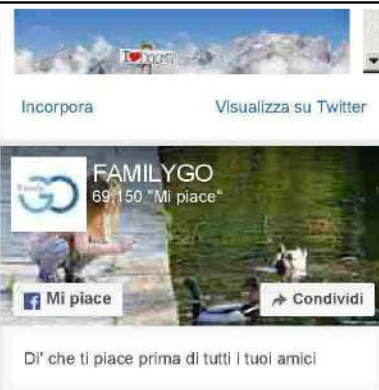 Incorpora
Visualizza su Twitter
GO
FAMILYGO
69,150 "Mi piace"
Mi piace
Condividi
Di' che ti piace prima di tutti i tuoi amici